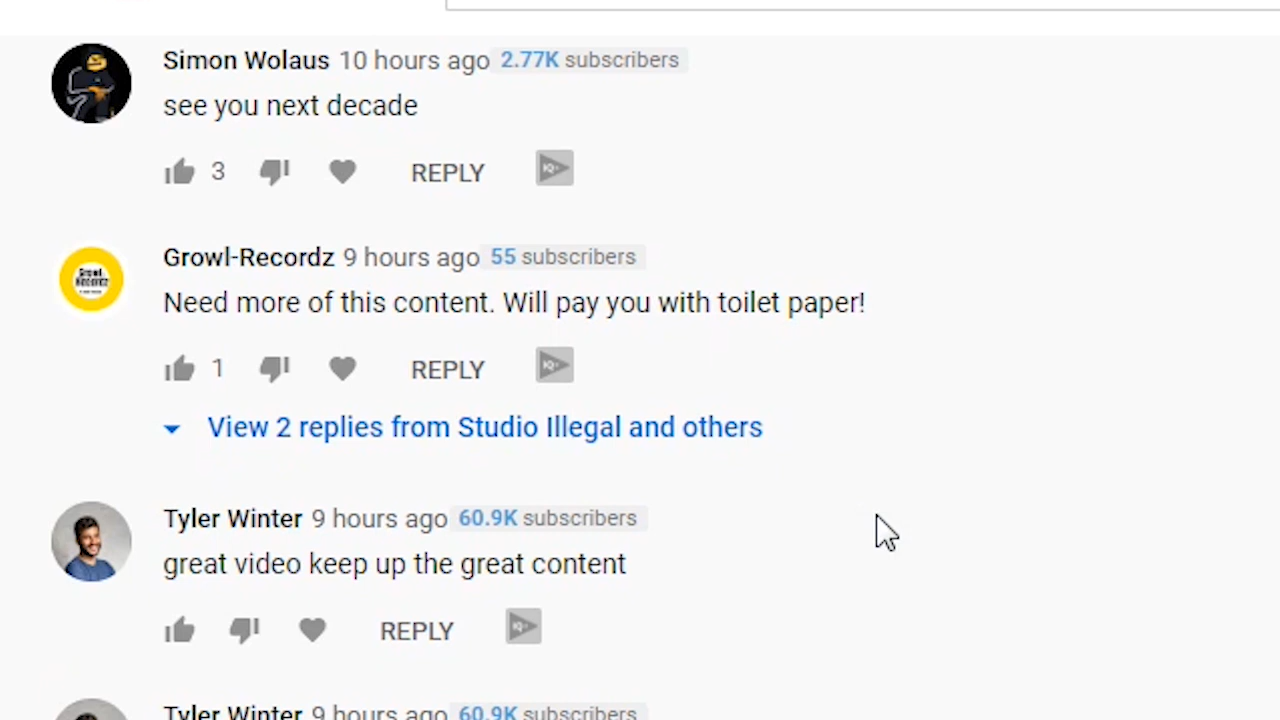 Simon Wolaus 10 hours ago 2.77K subscribers
see you next decade
3 REPLY
Growl-Recordz 9 hours ago 55 subscribers
Need more of this content. Will pay you with toilet paper!
1 REPLY
View 2 replies from Studio Illegal and others
Tyler Winter 9 hours ago 60.9K subscribers
great video keep up the great content
REPLY
Tyler Winter 9 hours ago 60.9K subscribers